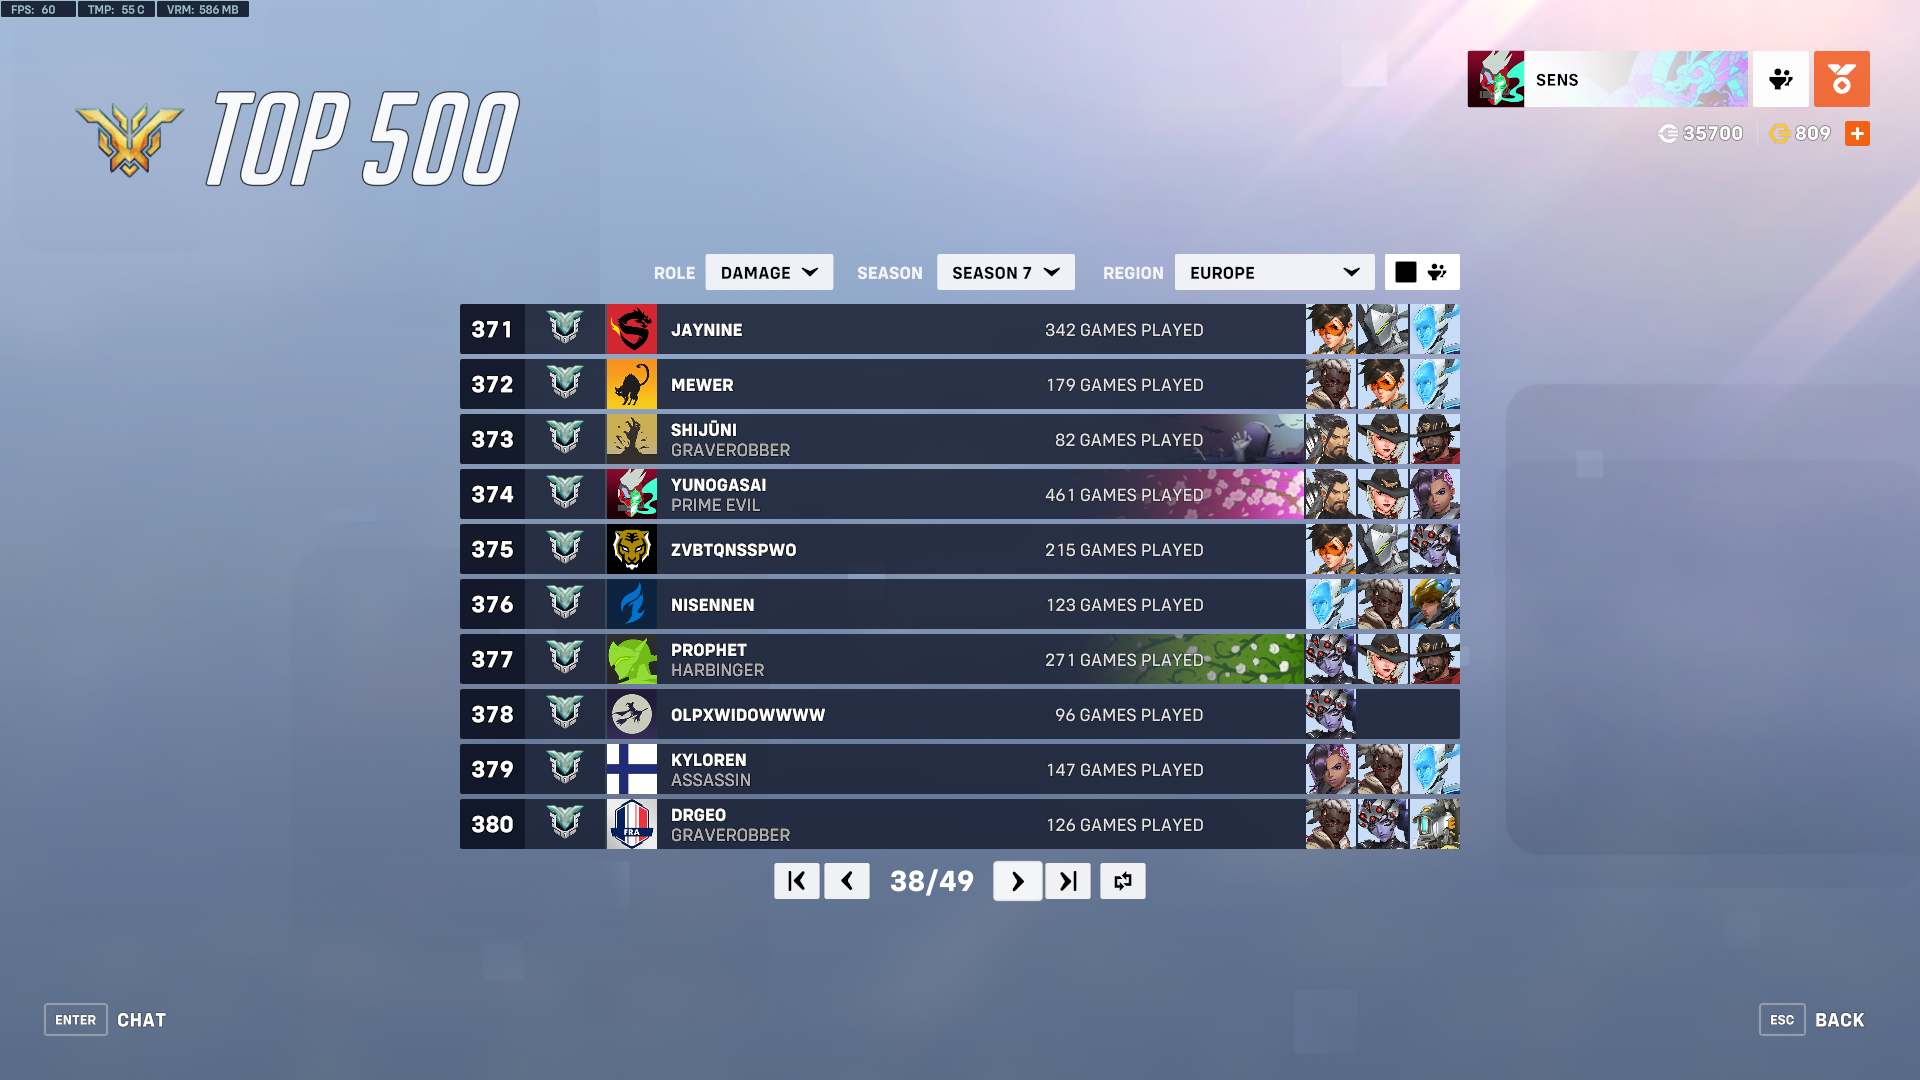 FPS: 60 TMP: 55 C VRM: 586 MB
TOP 500
SENS
35700 809
ROLE DAMAGE SEASON SEASON 7 REGION EUROPE
371 JAYNINE 342 GAMES PLAYED
372 MEWER 179 GAMES PLAYED
373 SHIJŪNI 82 GAMES PLAYED
GRAVEROBBER
374 YUNOGASAI 461 GAMES PLAYED
PRIME EVIL
375 ZVBTQNSSPWO 215 GAMES PLAYED
376 NISENNEN 123 GAMES PLAYED
377 PROPHET 271 GAMES PLAYED
HARBINGER
378 OLPXWIDOWWWW 96 GAMES PLAYED
379 KYLOREN 147 GAMES PLAYED
ASSASSIN
380 FRA DRGEO 126 GAMES PLAYED
GRAVEROBBER
38/49
ENTER CHAT
ESC BACK